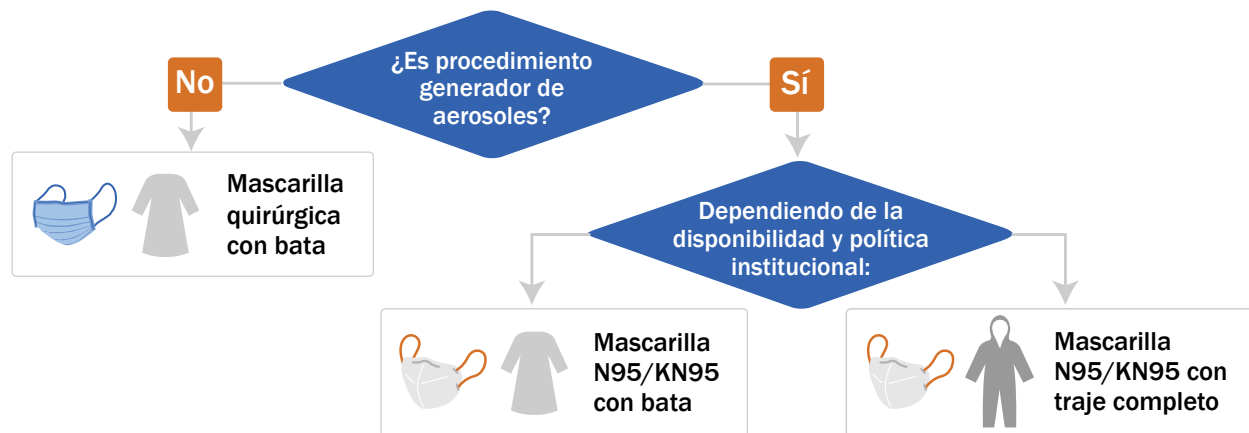 ¿Es procedimiento
generador de
aerosoles?
No
Sí
Mascarilla
quirúrgica
con bata
Dependiendo de la
disponibilidad y política
institucional:
Mascarilla
N95/KN95
con bata
Mascarilla
N95/KN95 con
traje completo